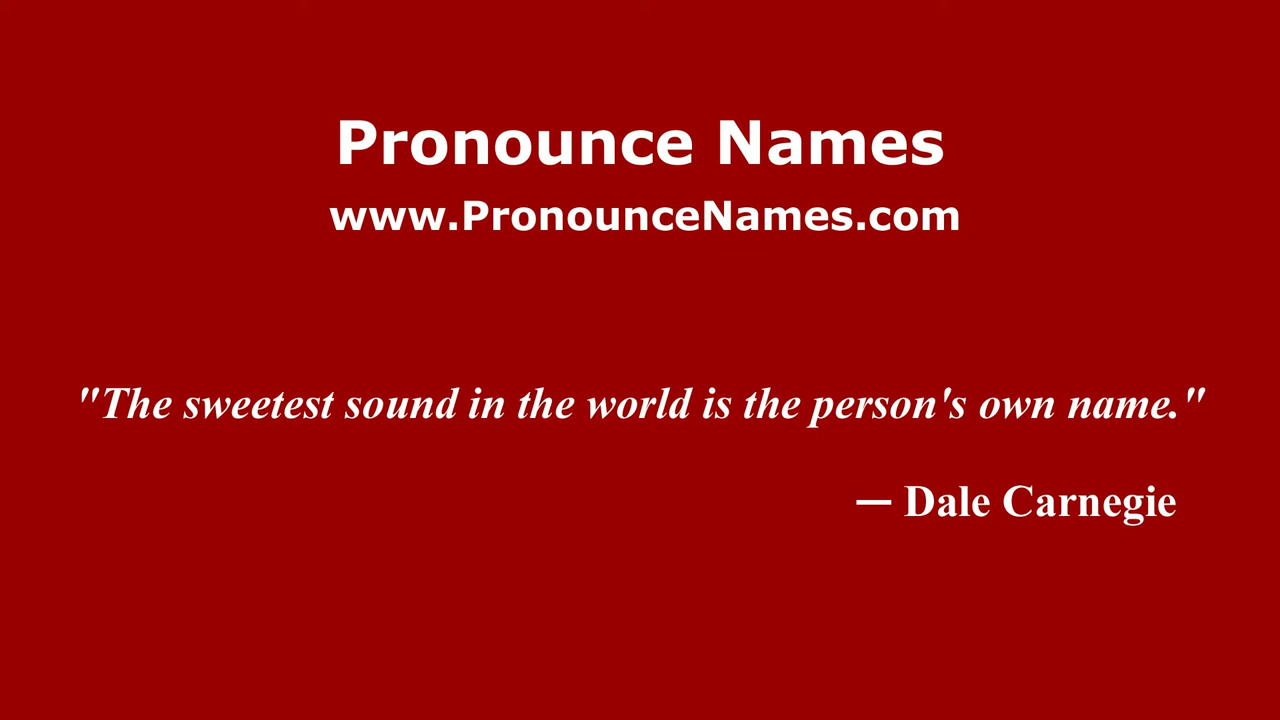 Pronounce Names
www.PronounceNames.com
"The sweetest sound in the world is the person's own name."
— Dale Carnegie